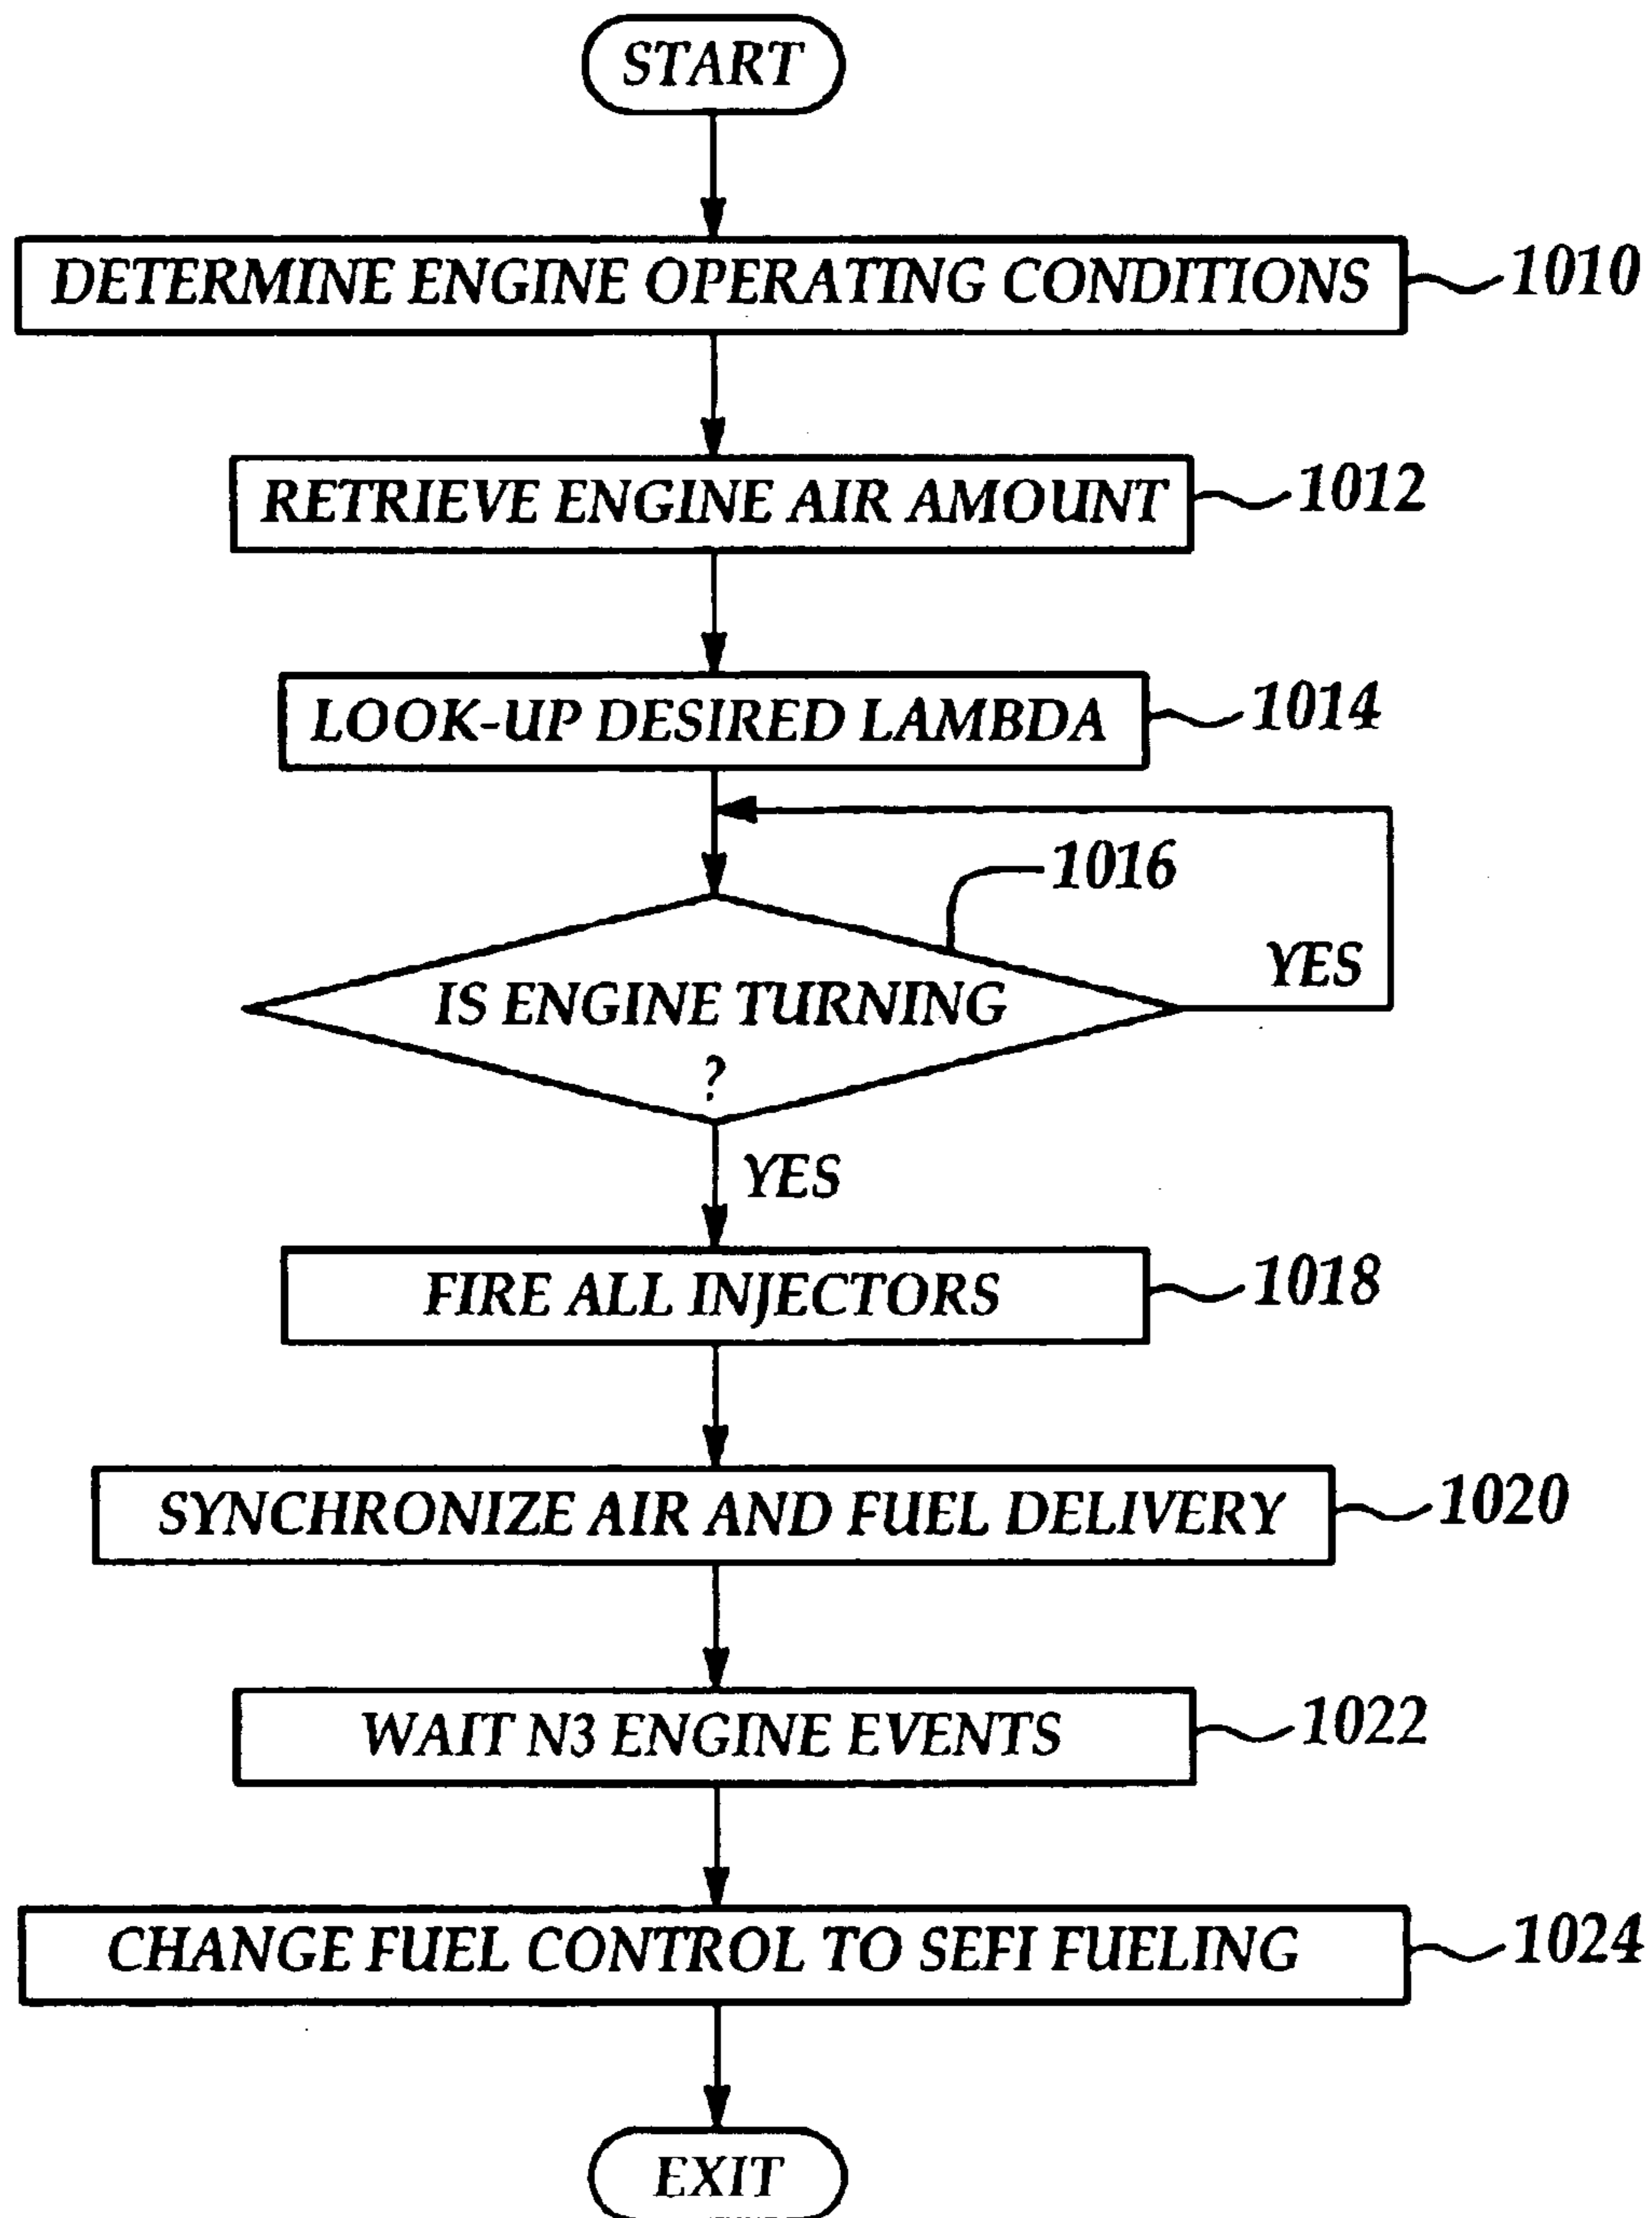 START
DETERMINE ENGINE OPERATING CONDITIONS
1010
RETRIEVE ENGINE AIR AMOUNT
1012
LOOK-UP DESIRED LAMBDA
1014
1016
YES
IS ENGINE TURNING
?
YES
FIRE ALL INJECTORS
1018
SYNCHRONIZE AIR AND FUEL DELIVERY
1020
WAIT N3 ENGINE EVENTS
1022
CHANGE FUEL CONTROL TO SEFI FUELING
1024
EXIT